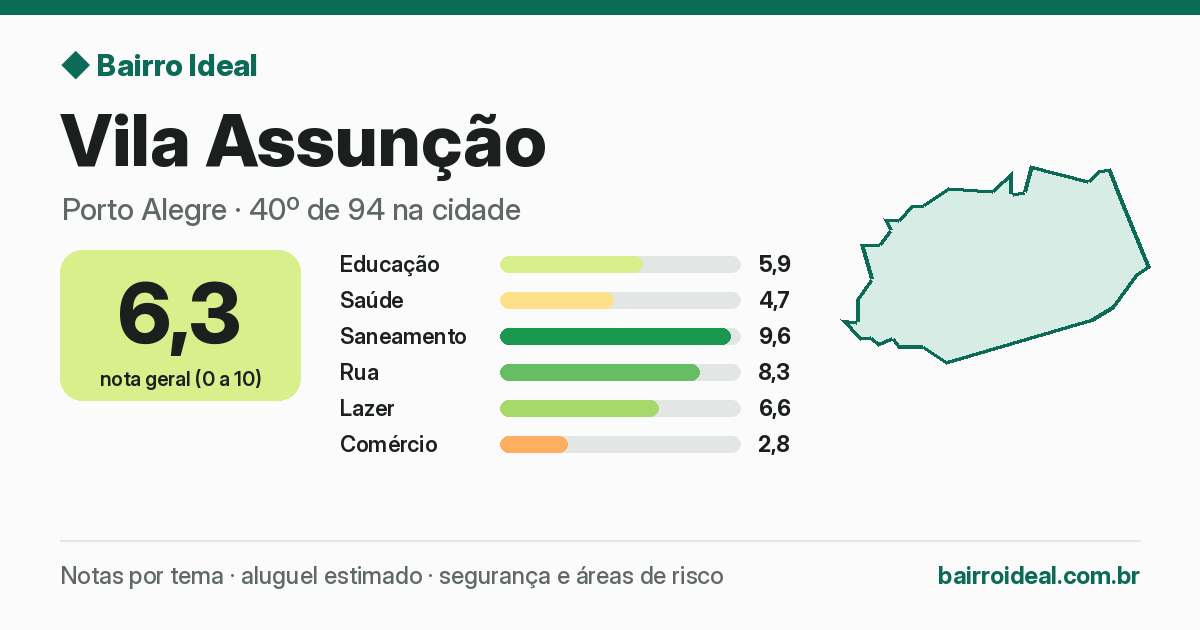 Bairro Ideal
Vila Assunção
Porto Alegre · 40º de 94 na cidade
6,3
nota geral (0 a 10)
Educação 5,9
Saúde 4,7
Saneamento 9,6
Rua 8,3
Lazer 6,6
Comércio 2,8
Notas por tema · aluguel estimado · segurança e áreas de risco
bairroideal.com.br